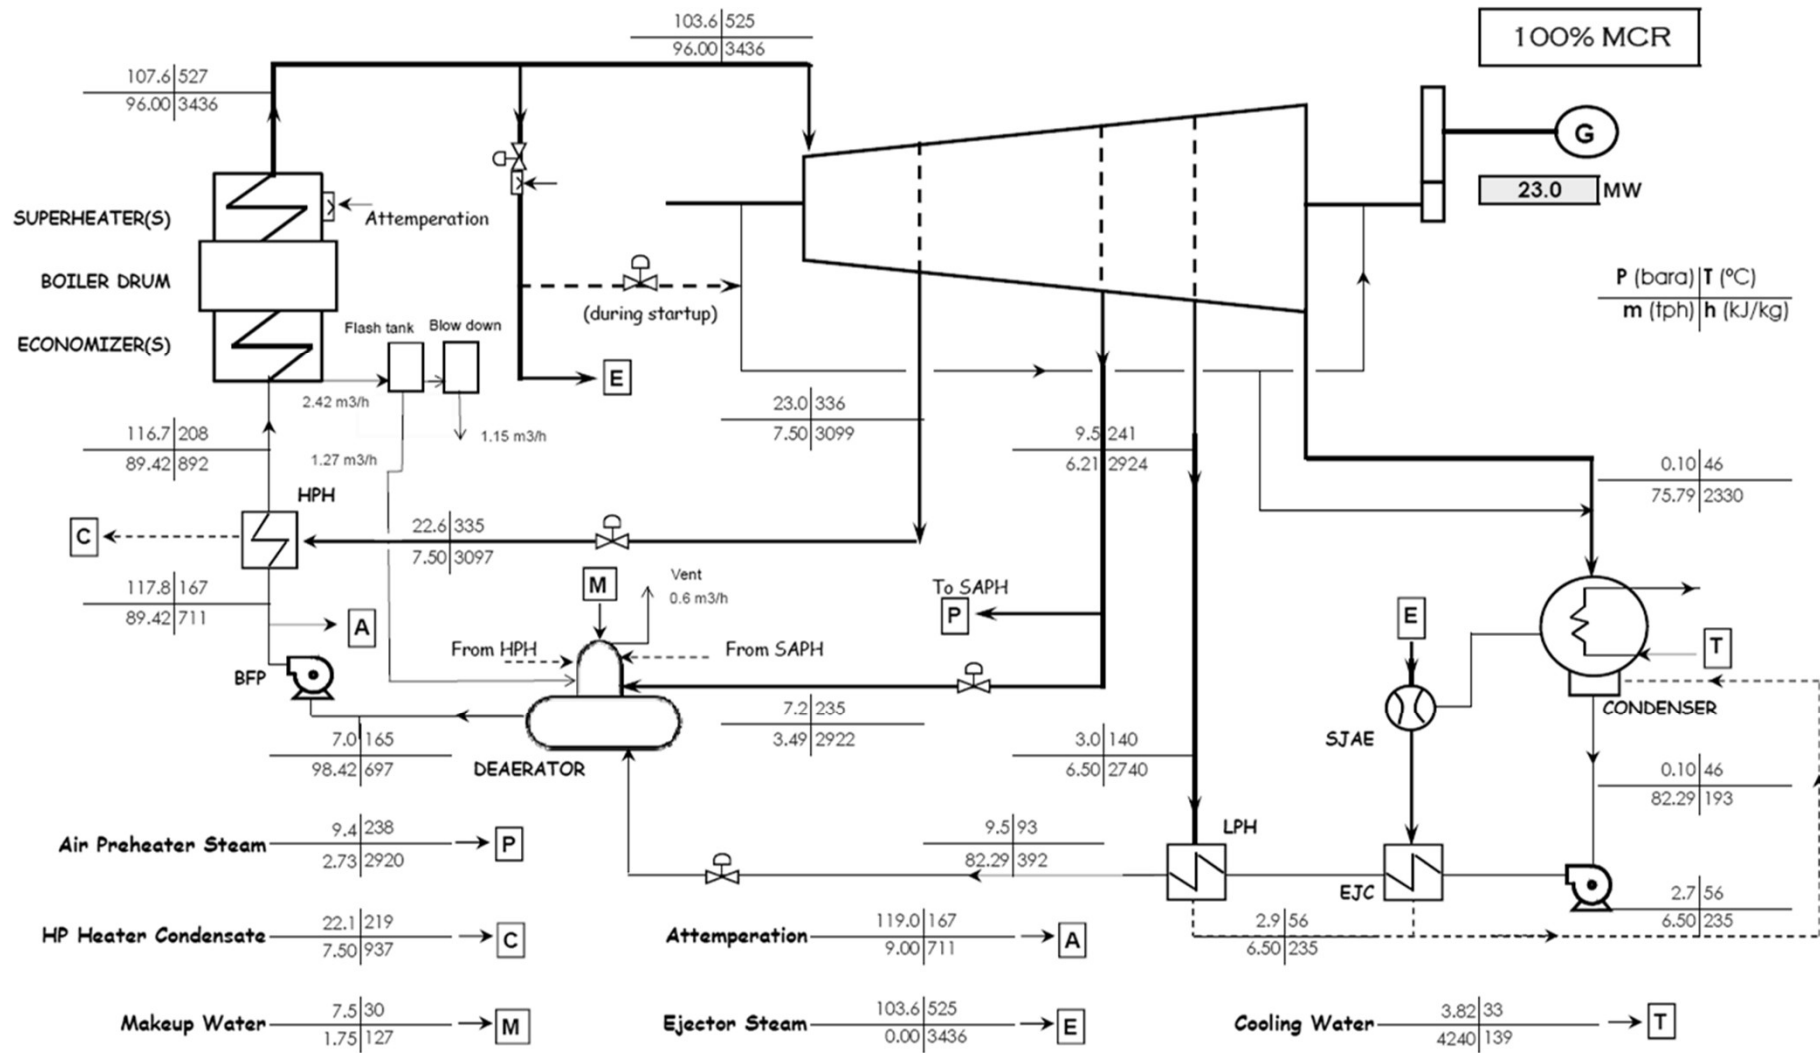 103.6 525
96.00 3436
100% MCR
107.6 527
96.00 3436
G
23.0 MW
SUPERHEATER(S)
Attemperation
BOILER DRUM
P (bara) T (ºC)
m (tph) h (kJ/kg)
(during startup)
ECONOMIZER(S)
Flash tank
Blow down
E
2.42 m3/h
23.0 336
7.50 3099
9.5 241
6.21 2924
116.7 208
89.42 892
1.15 m3/h
1.27 m3/h
0.10 46
75.79 2330
HPH
C
22.6 335
7.50 3097
117.8 167
89.42 711
M
Vent
0.6 m3/h
To SAPH
P
E
A
T
From HPH
From SAPH
BFP
CONDENSER
7.0 165
98.42 697
7.2 235
3.49 2922
3.0 140
6.50 2740
SJAE
DEAERATOR
0.10 46
82.29 193
Air Preheater Steam
9.4 238
2.73 2920
P
9.5 93
82.29 392
LPH
EJC
2.7 56
6.50 235
HP Heater Condensate
22.1 219
7.50 937
C
Attemperation
119.0 167
9.00 711
A
2.9 56
6.50 235
Makeup Water
7.5 30
1.75 127
M
Ejector Steam
103.6 525
0.00 3436
E
Cooling Water
3.82 33
4240 139
T